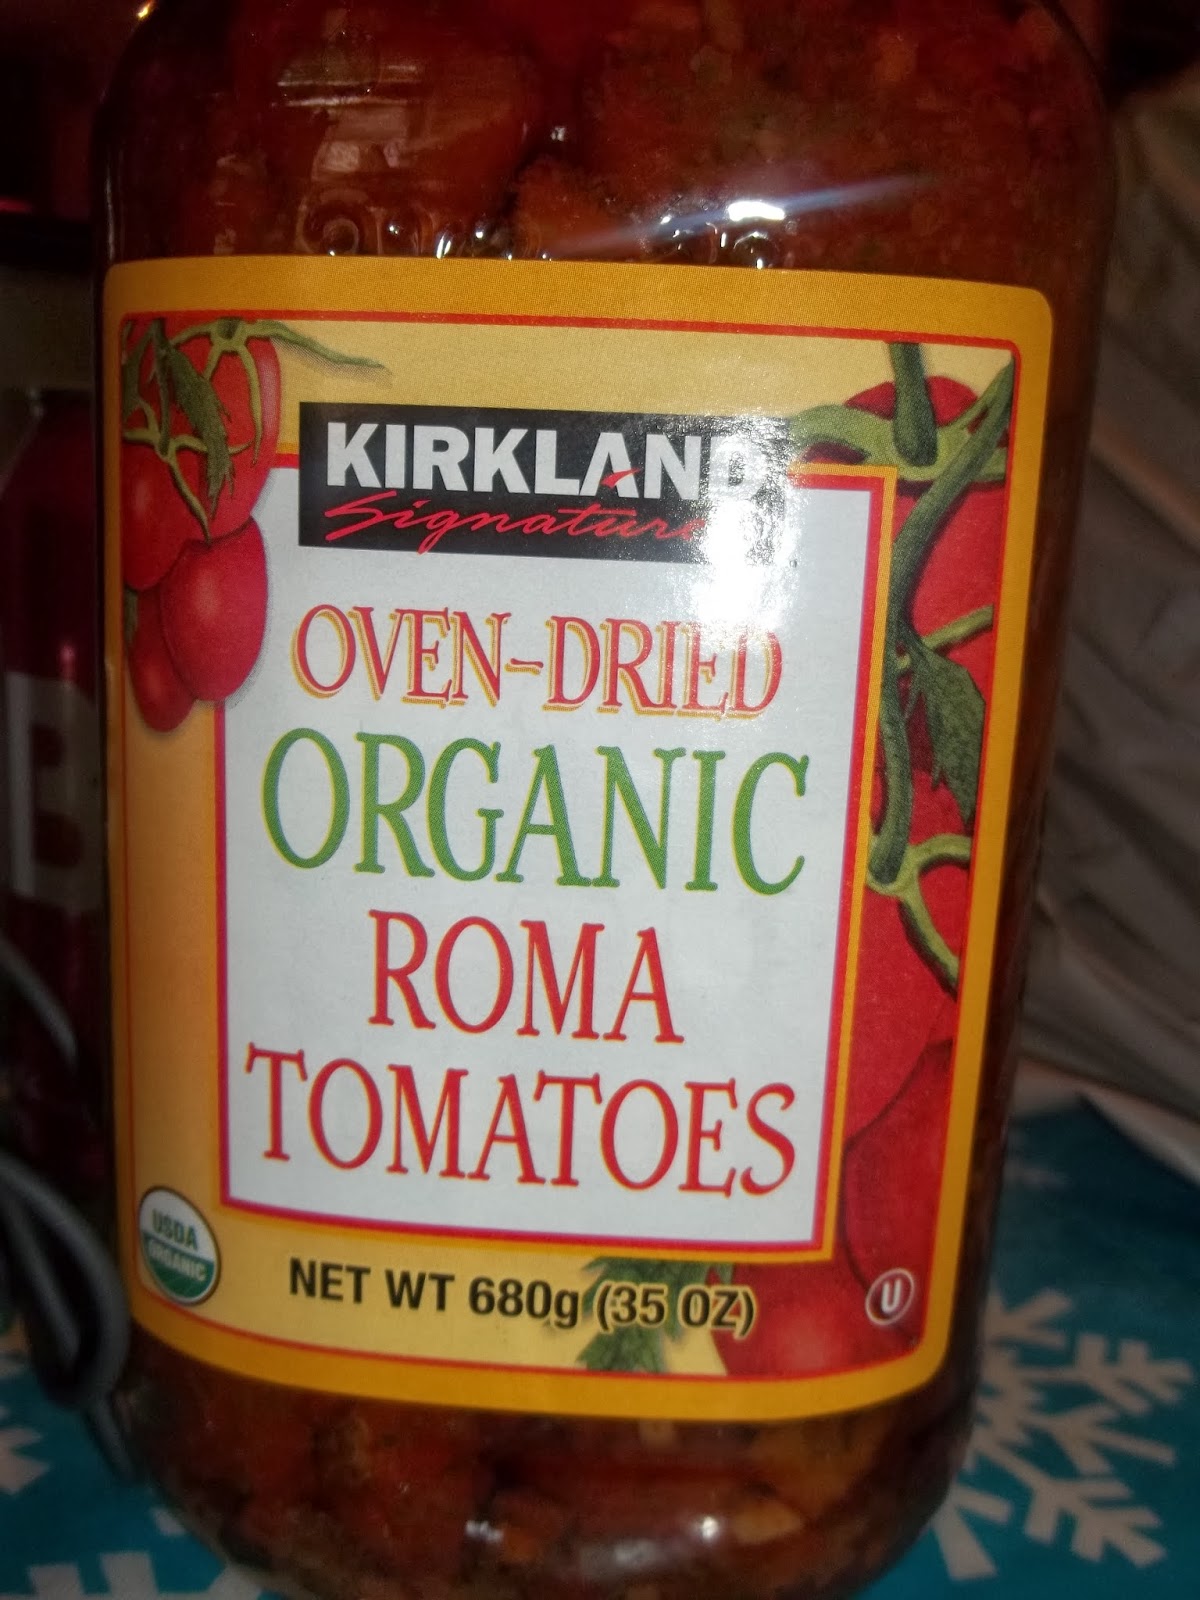 KIRKLAND
Signature
OVEN-DRIED
ORGANIC
ROMA
TOMATOES
USDA
ORGANIC
NET WT 680g (35 OZ)
U